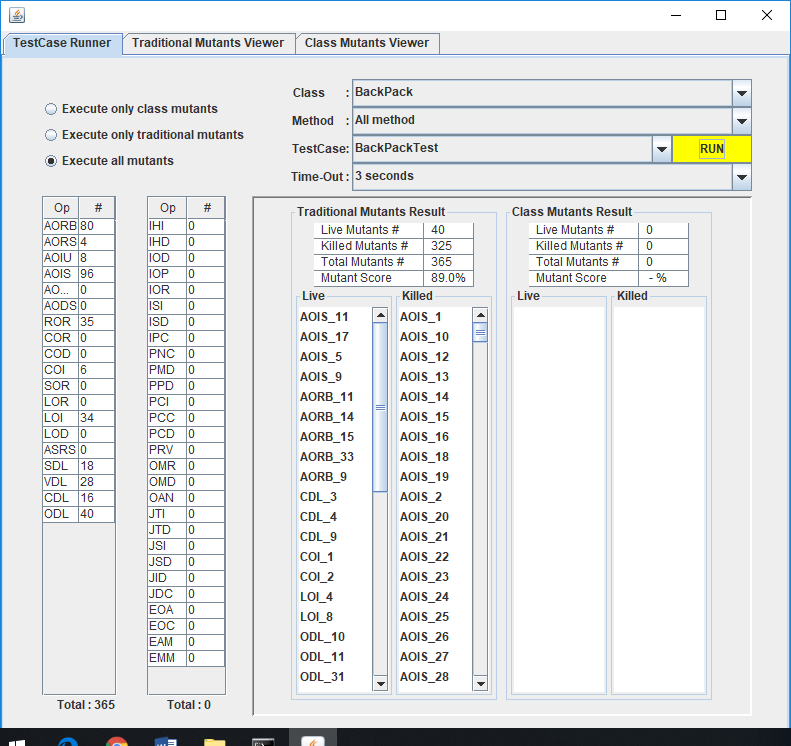 TestCase Runner
Traditional Mutants Viewer
Class Mutants Viewer
Execute only class mutants
Execute only traditional mutants
Execute all mutants
Class : BackPack
Method : All method
TestCase: BackPackTest
RUN
Time-Out : 3 seconds
Op #
AORB 80
AORS 4
AOIU 8
AOIS 96
AO... 0
AODS 0
ROR 35
COR 0
COD 0
COI 6
SOR 0
LOR 0
LOI 34
LOD 0
ASRS 0
SDL 18
VDL 28
CDL 16
ODL 40
Total : 365
Op #
IHI 0
IHD 0
IOD 0
IOP 0
IOR 0
ISI 0
ISD 0
IPC 0
PNC 0
PMD 0
PPD 0
PCI 0
PCC 0
PCD 0
PRV 0
OMR 0
OMD 0
OAN 0
JTI 0
JTD 0
JSI 0
JSD 0
JID 0
JDC 0
EOA 0
EOC 0
EAM 0
EMM 0
Total : 0
Traditional Mutants Result
Live Mutants # 40
Killed Mutants # 325
Total Mutants # 365
Mutant Score 89.0%
Live
AOIS_11
AOIS_17
AOIS_5
AOIS_9
AORB_11
AORB_14
AORB_15
AORB_33
AORB_9
CDL_3
CDL_4
CDL_9
COI_1
COI_2
LOI_4
LOI_8
ODL_10
ODL_11
ODL_31
Killed
AOIS_1
AOIS_10
AOIS_12
AOIS_13
AOIS_14
AOIS_15
AOIS_16
AOIS_18
AOIS_19
AOIS_2
AOIS_20
AOIS_21
AOIS_22
AOIS_23
AOIS_24
AOIS_25
AOIS_26
AOIS_27
AOIS_28
Class Mutants Result
Live Mutants # 0
Killed Mutants # 0
Total Mutants # 0
Mutant Score - %
Live
Killed